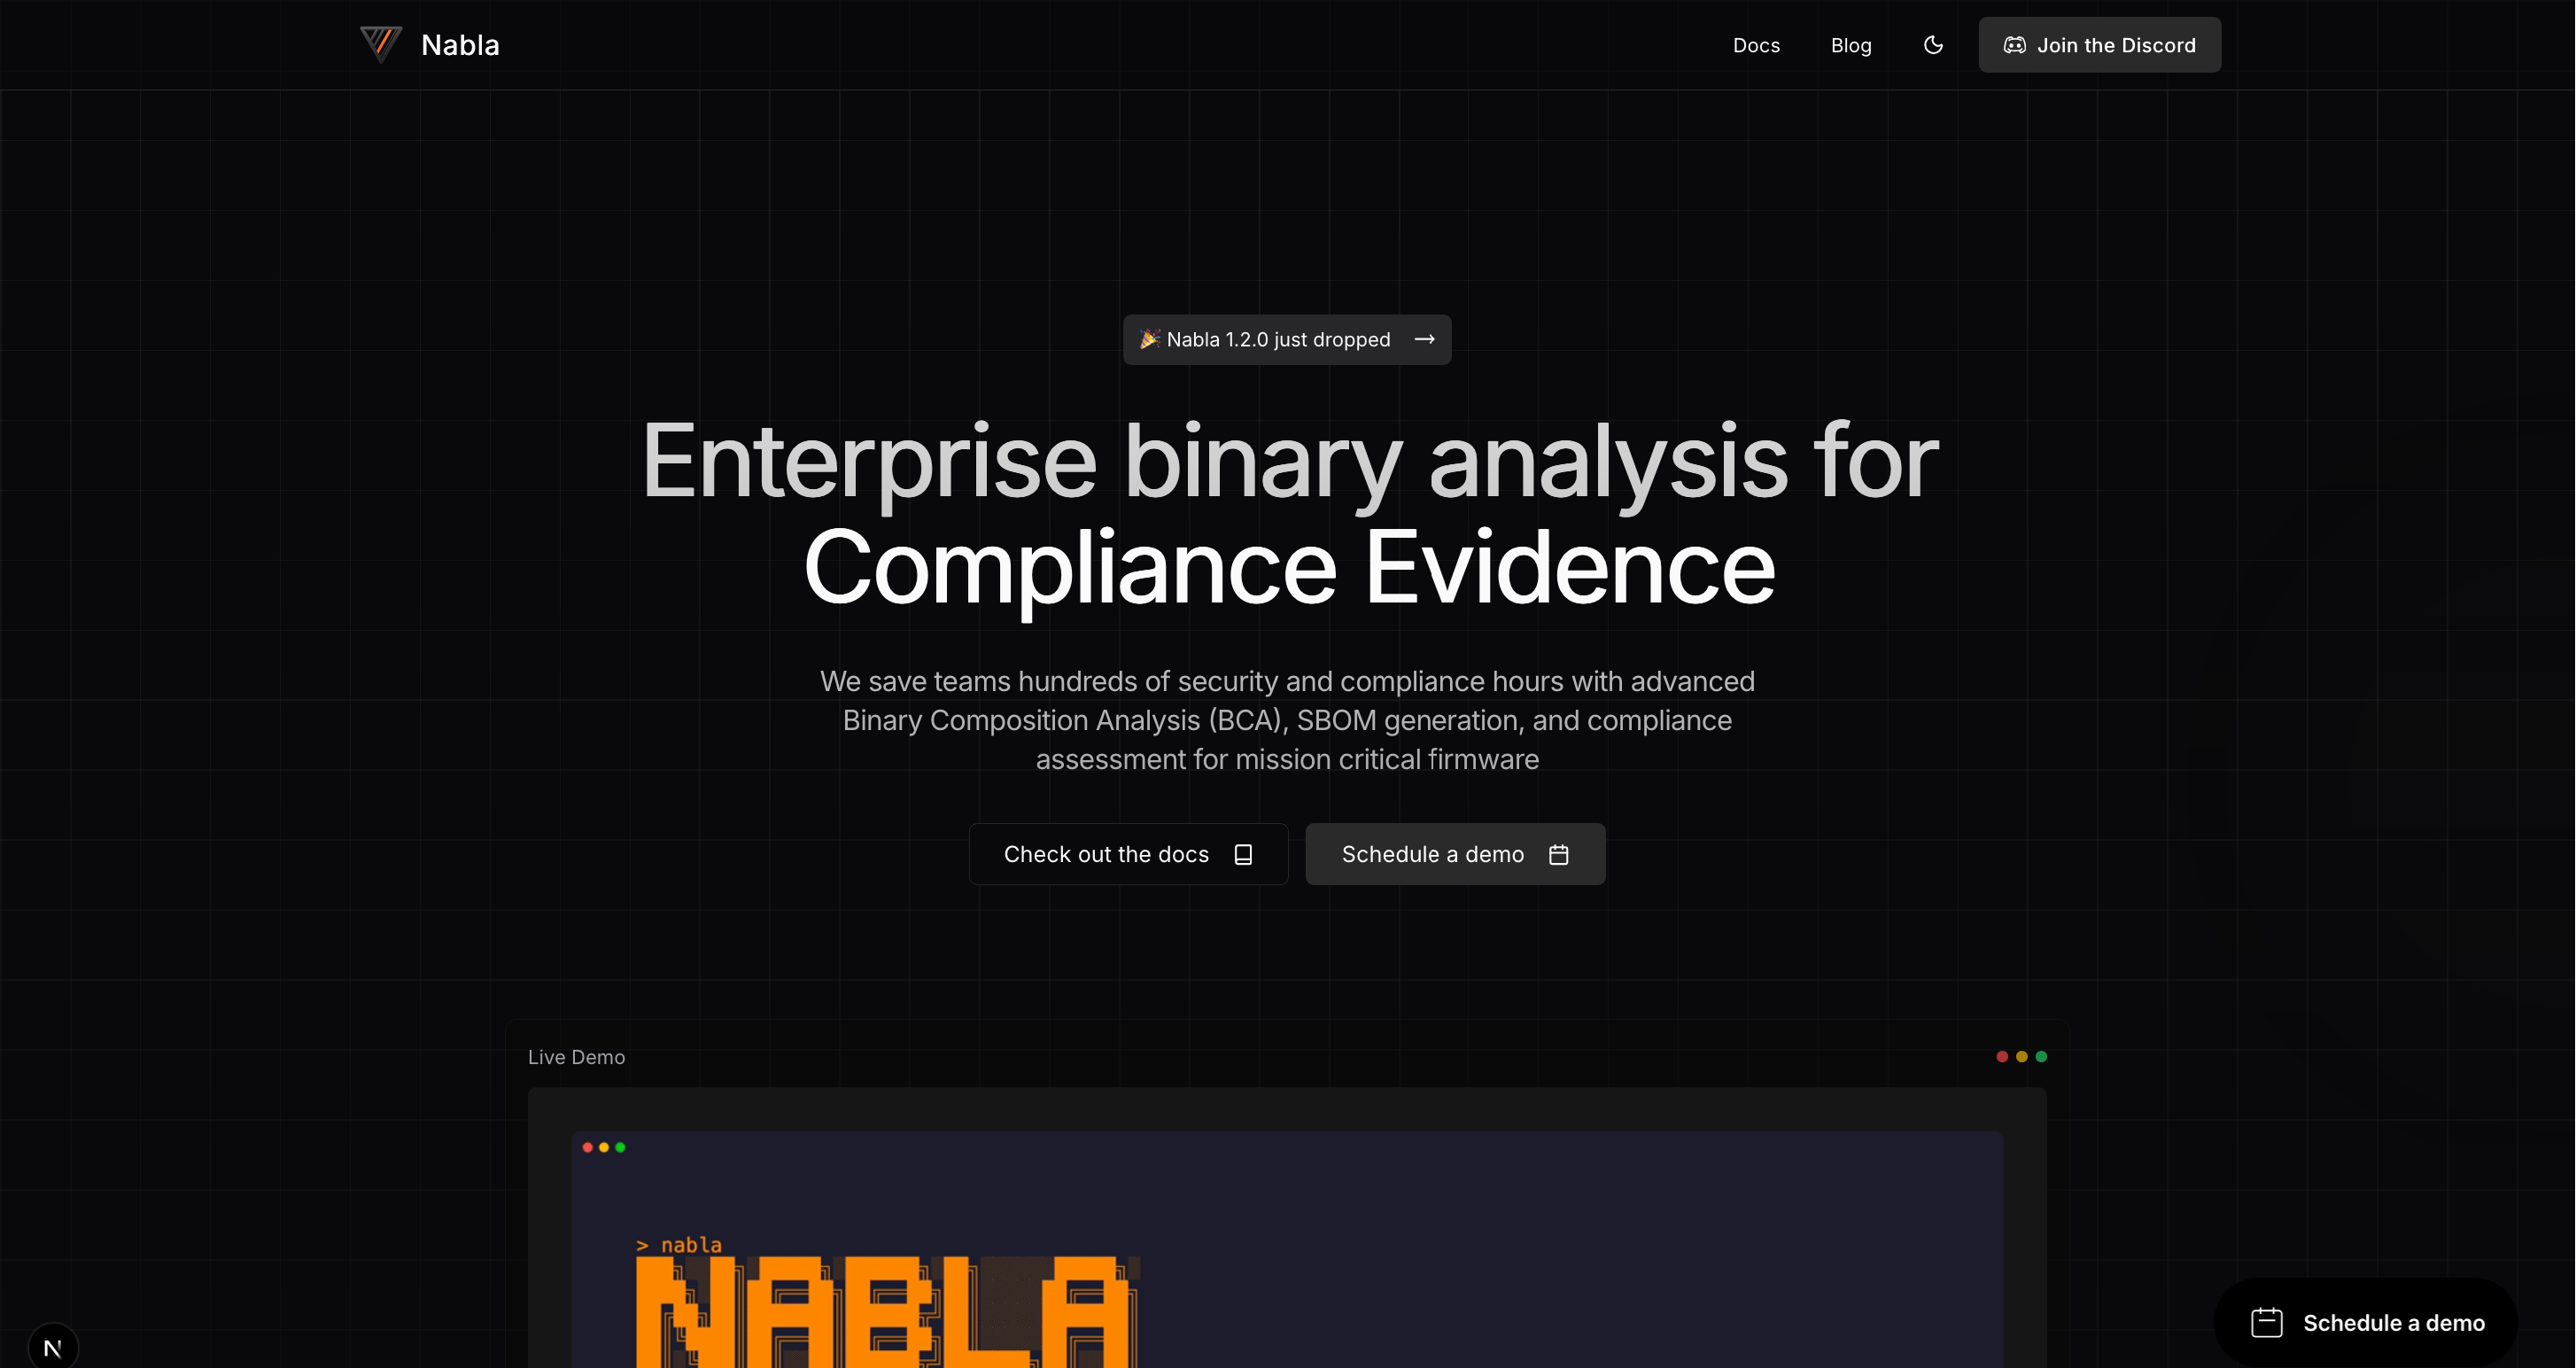 Nabla
Docs
Blog
Join the Discord
🎉 Nabla 1.2.0 just dropped →
Enterprise binary analysis for
Compliance Evidence
We save teams hundreds of security and compliance hours with advanced
Binary Composition Analysis (BCA), SBOM generation, and compliance
assessment for mission critical firmware
Check out the docs
Schedule a demo
Live Demo
> nabla
NABLA
N
Schedule a demo